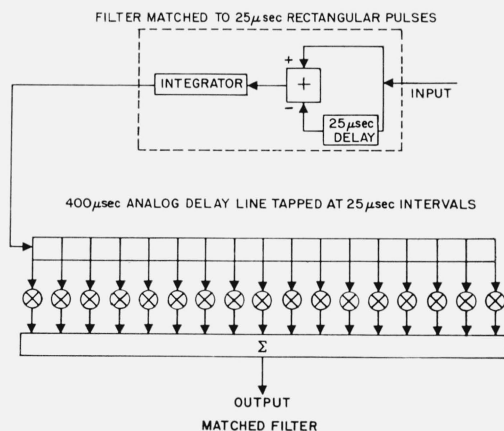 FILTER MATCHED TO 25μsec RECTANGULAR PULSES
INTEGRATOR
+
+
−
INPUT
25μsec
DELAY
400μsec ANALOG DELAY LINE TAPPED AT 25μsec INTERVALS
Σ
OUTPUT
MATCHED FILTER